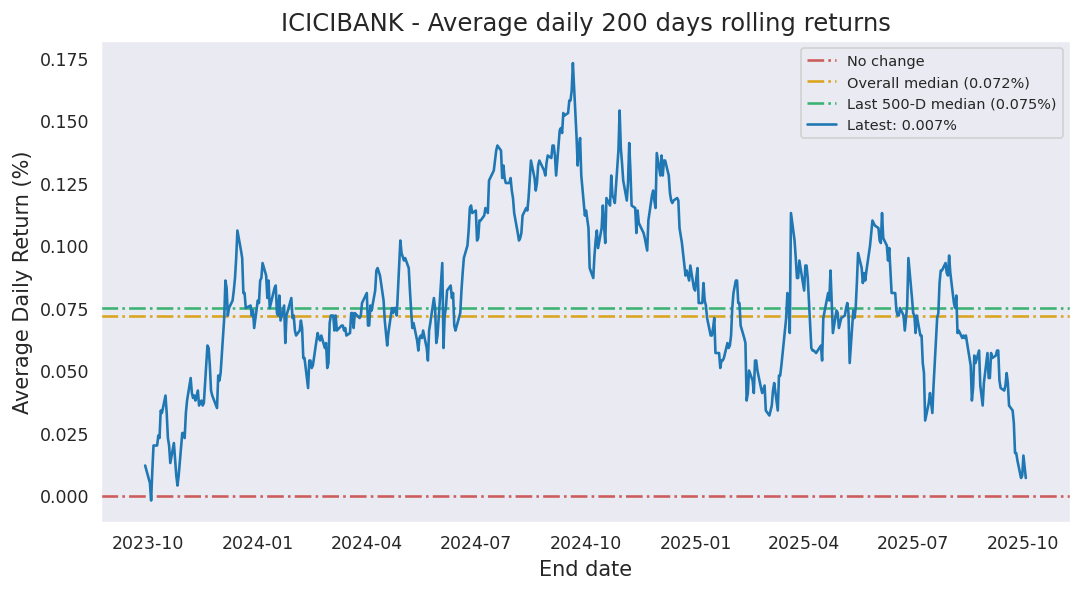 ICICIBANK - Average daily 200 days rolling returns
Average Daily Return (%)
0.175
0.150
0.125
0.100
0.075
0.050
0.025
0.000
No change
Overall median (0.072%)
Last 500-D median (0.075%)
Latest: 0.007%
2023-10 2024-01 2024-04 2024-07 2024-10 2025-01 2025-04 2025-07 2025-10
End date